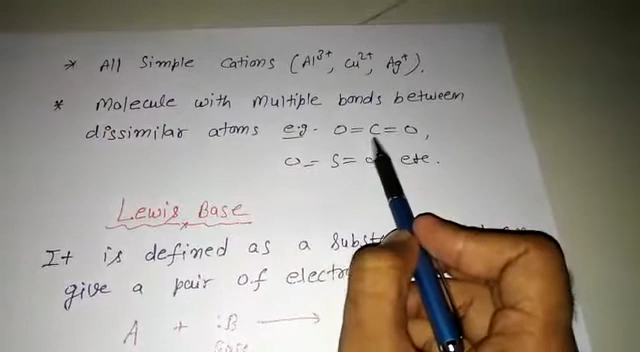 * All Simple Cations (Al³⁺, Cu²⁺, Ag⁺).
* Molecule with multiple bonds between
dissimilar atoms e.g. O=C=O,
O=S= etc.
Lewis Base
It is defined as a
give a pair of
A + :B ⟶
Base